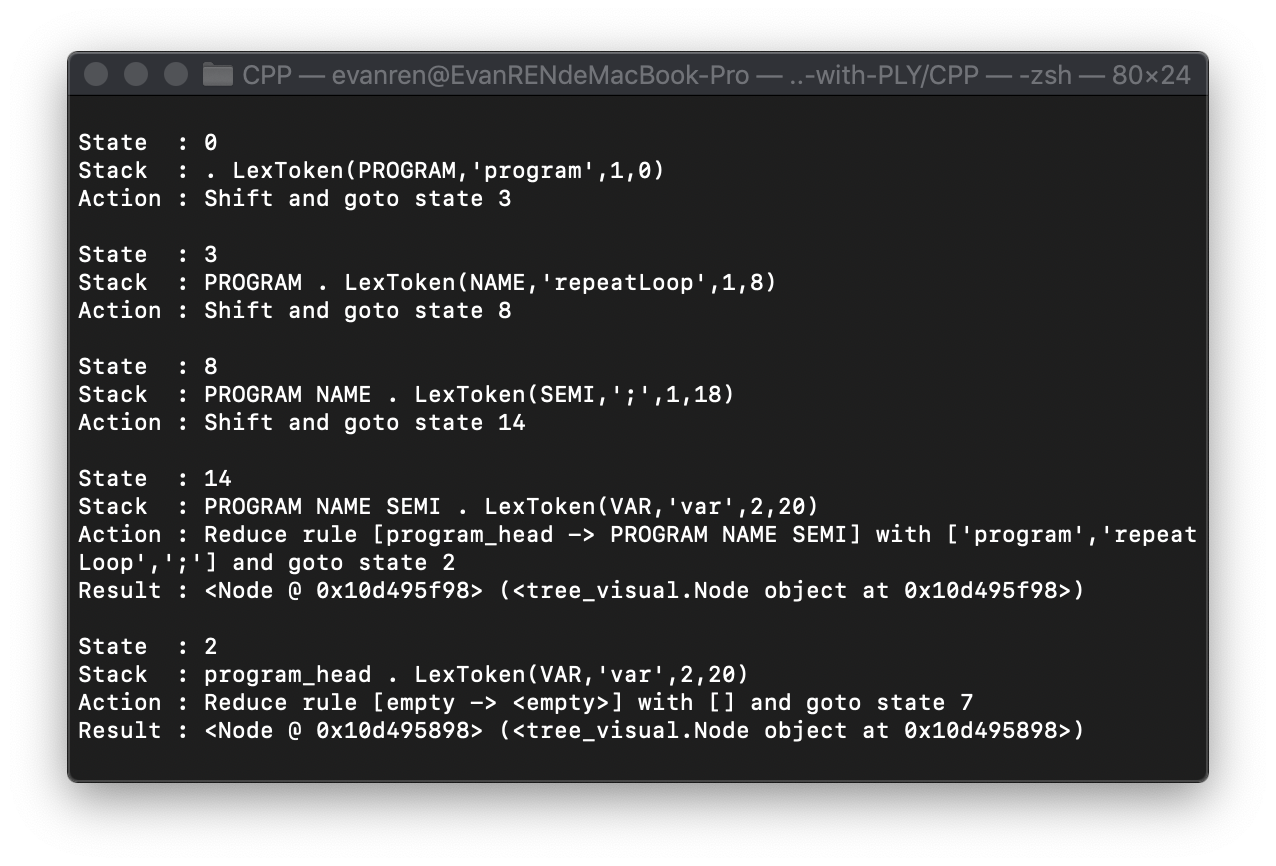 CPP — evanren@EvanRENdeMacBook-Pro — ..-with-PLY/CPP — -zsh — 80×24
State  : 0
Stack  : . LexToken(PROGRAM,'program',1,0)
Action : Shift and goto state 3
State  : 3
Stack  : PROGRAM . LexToken(NAME,'repeatLoop',1,8)
Action : Shift and goto state 8
State  : 8
Stack  : PROGRAM NAME . LexToken(SEMI,';',1,18)
Action : Shift and goto state 14
State  : 14
Stack  : PROGRAM NAME SEMI . LexToken(VAR,'var',2,20)
Action : Reduce rule [program_head -> PROGRAM NAME SEMI] with ['program','repeat
Loop',';'] and goto state 2
Result : <Node @ 0x10d495f98> (<tree_visual.Node object at 0x10d495f98>)
State  : 2
Stack  : program_head . LexToken(VAR,'var',2,20)
Action : Reduce rule [empty -> <empty>] with [] and goto state 7
Result : <Node @ 0x10d495898> (<tree_visual.Node object at 0x10d495898>)